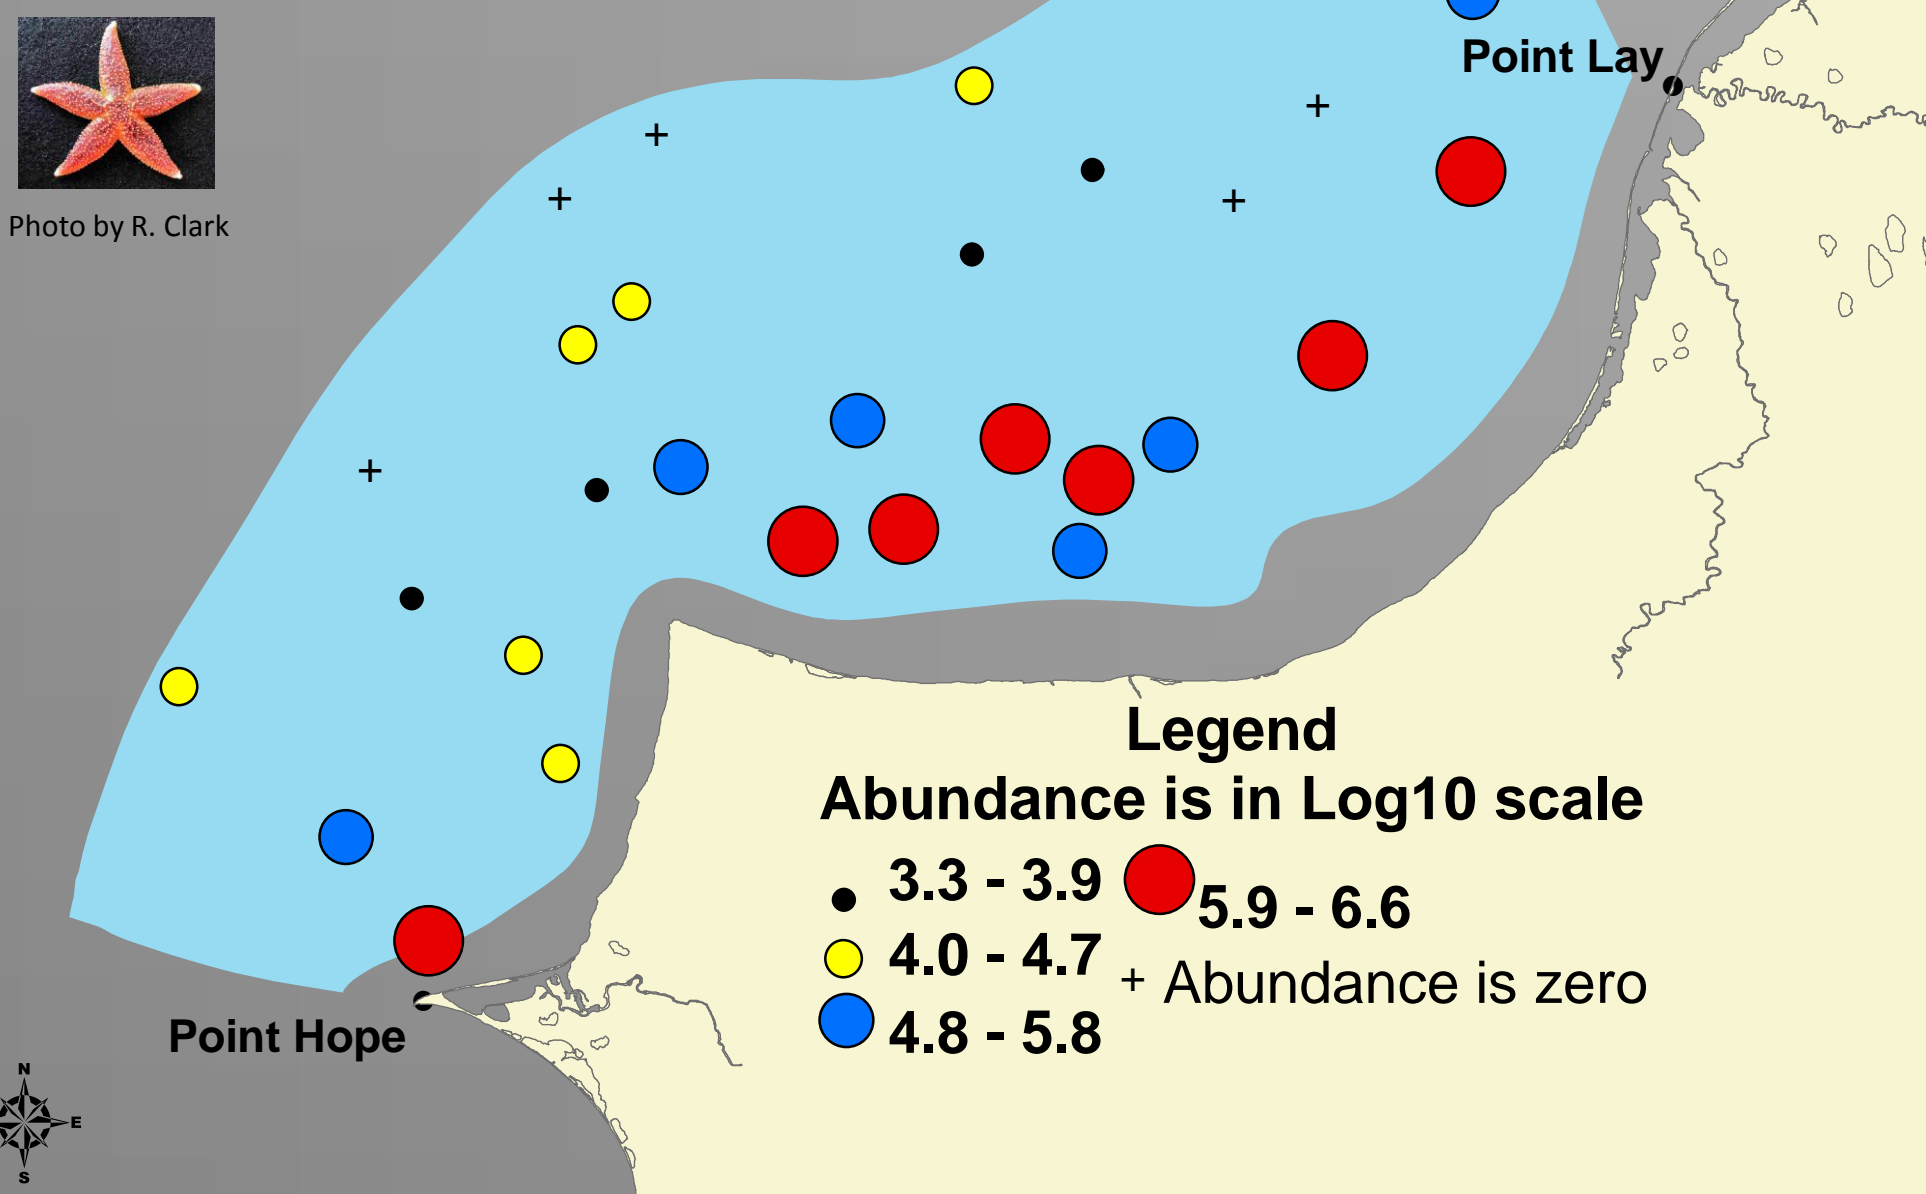 Point Lay
Photo by R. Clark
Legend
Abundance is in Log10 scale
3.3 - 3.9
5.9 - 6.6
4.0 - 4.7
+ Abundance is zero
4.8 - 5.8
Point Hope
N
E
S